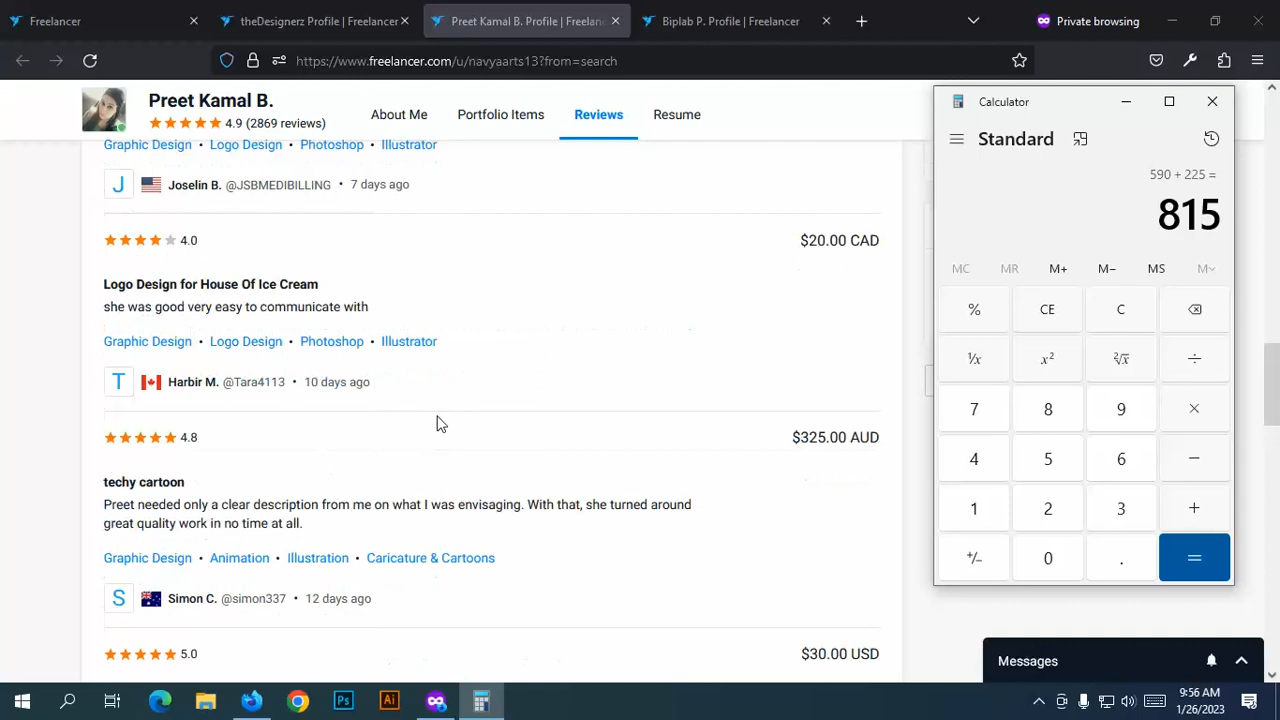 Freelancer
theDesignerz Profile | Freelancer
Preet Kamal B. Profile | Freelanc
Biplab P. Profile | Freelancer
Private browsing
https://www.freelancer.com/u/navyaarts13?from=search
Preet Kamal B.
4.9 (2869 reviews)
About Me
Portfolio Items
Reviews
Resume
Graphic Design • Logo Design • Photoshop • Illustrator
J Joselin B. @JSBMEDIBILLING • 7 days ago
4.0 $20.00 CAD
Logo Design for House Of Ice Cream
she was good very easy to communicate with
Graphic Design • Logo Design • Photoshop • Illustrator
T Harbir M. @Tara4113 • 10 days ago
4.8 $325.00 AUD
techy cartoon
Preet needed only a clear description from me on what I was envisaging. With that, she turned around
great quality work in no time at all.
Graphic Design • Animation • Illustration • Caricature & Cartoons
S Simon C. @simon337 • 12 days ago
5.0 $30.00 USD
Calculator
Standard
590 + 225 =
815
MC MR M+ M− MS M˅
% CE C
¹/x x² ²√x ÷
7 8 9 ×
4 5 6 −
1 2 3 +
+/− 0 . =
Messages
Ps Ai
9:56 AM
1/26/2023